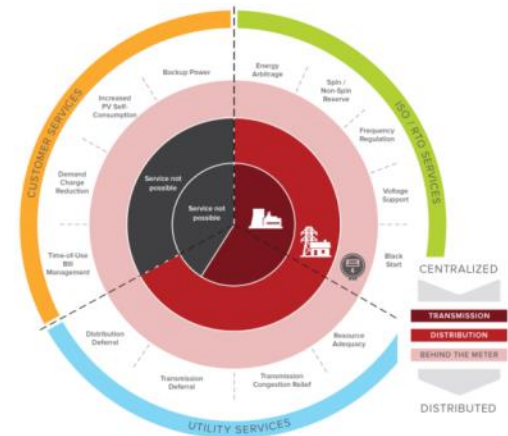 CUSTOMER SERVICES
ISO / RTO SERVICES
UTILITY SERVICES
Backup Power
Energy
Arbitrage
Increased
PV Self-
Consumption
Spin /
Non-Spin
Reserve
Frequency
Regulation
Demand
Charge
Reduction
Voltage
Support
Time-of-Use
Bill
Management
Black
Start
Service not
possible
Service not
possible
Distribution
Deferral
Resource
Adequacy
Transmission
Deferral
Transmission
Congestion Relief
CENTRALIZED
TRANSMISSION
DISTRIBUTION
BEHIND THE METER
DISTRIBUTED